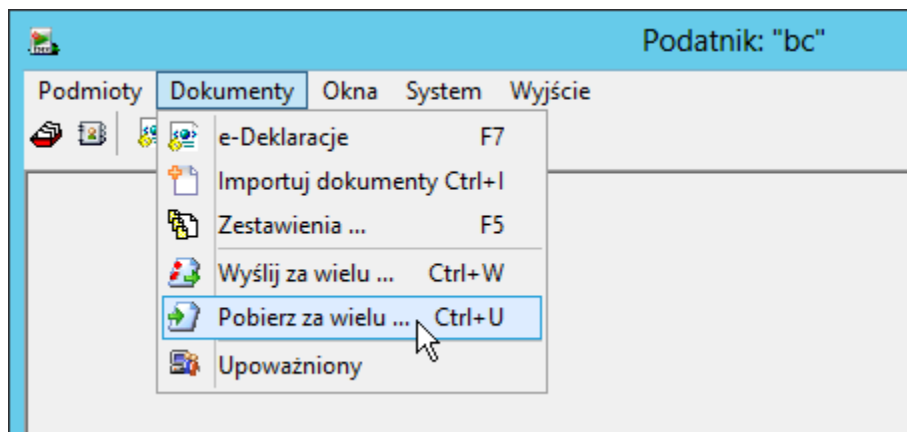 Podatnik: "bc"
Podmioty Dokumenty Okna System Wyjście
e-Deklaracje F7
Importuj dokumenty Ctrl+I
Zestawienia ... F5
Wyślij za wielu ... Ctrl+W
Pobierz za wielu ... Ctrl+U
Upoważniony